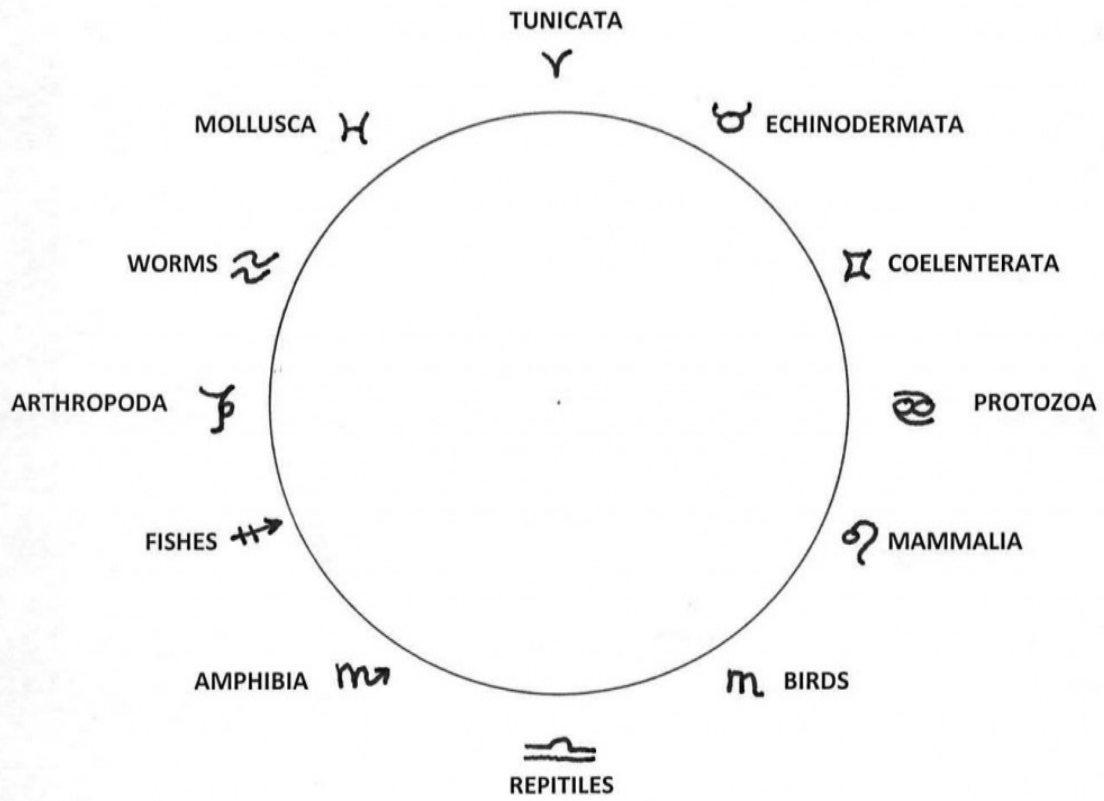 TUNICATA
MOLLUSCA
ECHINODERMATA
WORMS
COELENTERATA
ARTHROPODA
PROTOZOA
FISHES
MAMMALIA
AMPHIBIA
BIRDS
REPITILES